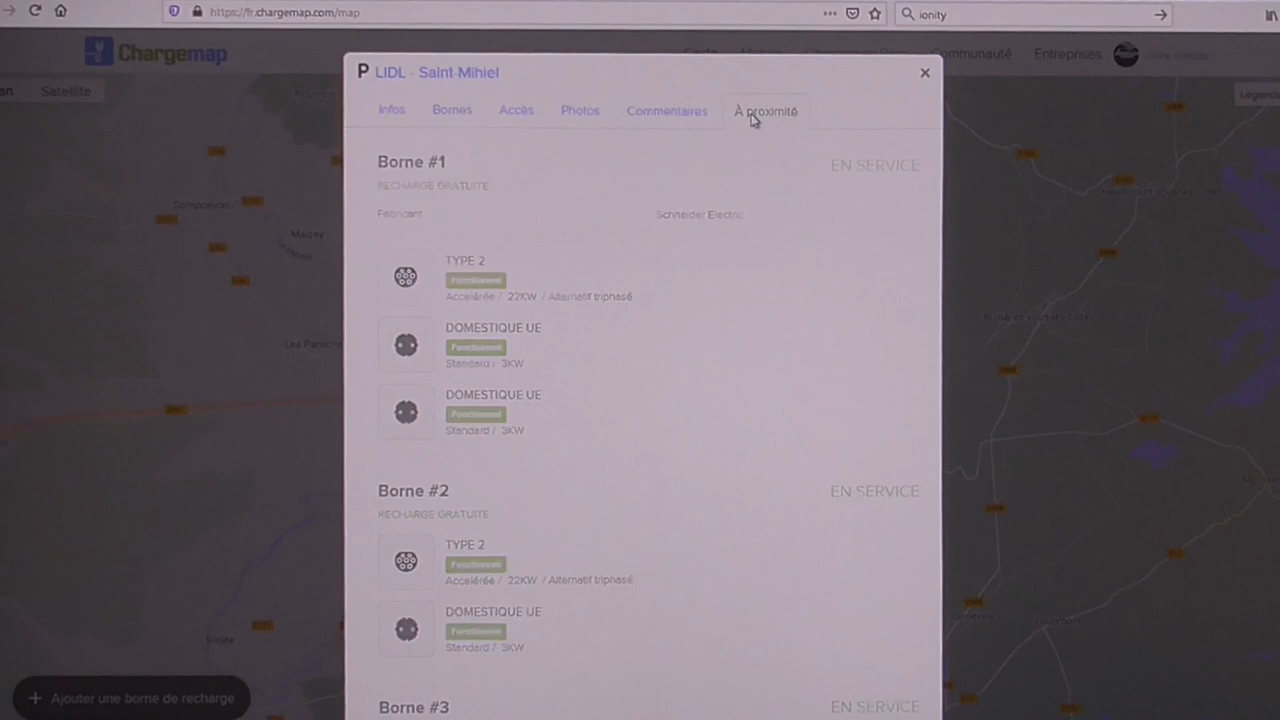 https://fr.chargemap.com/map
ionity
Chargemap
Communauté
Entreprises
Satellite
P LIDL - Saint-Mihiel
Infos
Bornes
Accès
Photos
Commentaires
À proximité
Borne #1
EN SERVICE
RECHARGE GRATUITE
Fabricant
Schneider Electric
TYPE 2
Fonctionnel
Accélérée / 22KW / Alternatif triphasé
DOMESTIQUE UE
Fonctionnel
Standard / 3KW
DOMESTIQUE UE
Fonctionnel
Standard / 3KW
Borne #2
EN SERVICE
RECHARGE GRATUITE
TYPE 2
Fonctionnel
Accélérée / 22KW / Alternatif triphasé
DOMESTIQUE UE
Fonctionnel
Standard / 3KW
Borne #3
EN SERVICE
Maizey
Les Paroche
+ Ajouter une borne de recharge